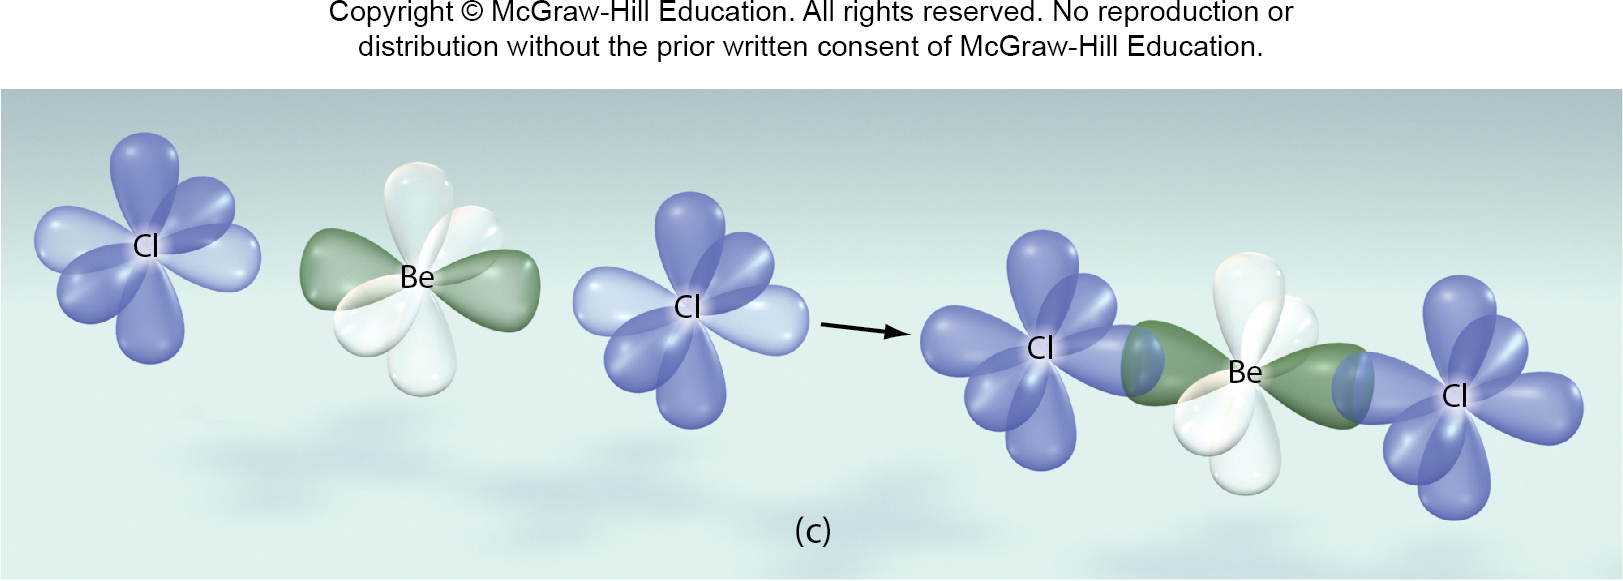 Copyright © McGraw-Hill Education. All rights reserved. No reproduction or
distribution without the prior written consent of McGraw-Hill Education.
Cl
Be
Cl
Cl
Be
Cl
(c)